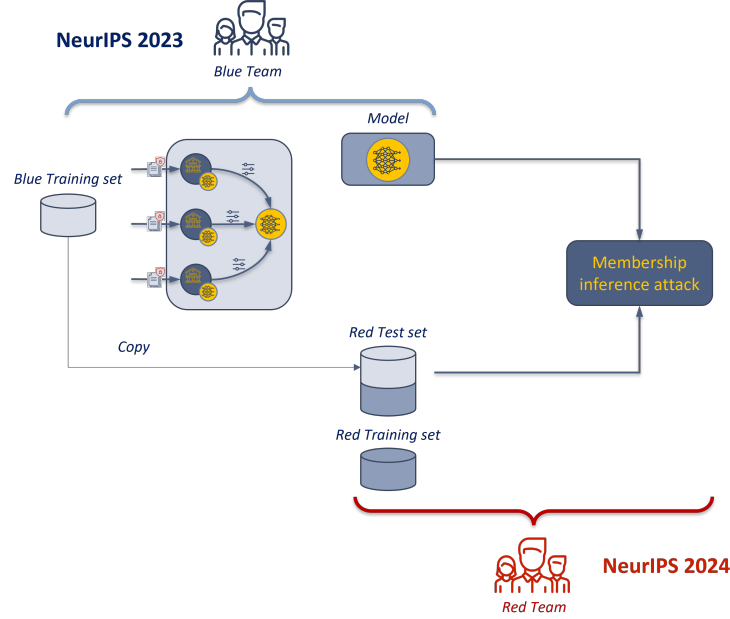 NeurIPS 2023
Blue Team
Model
Blue Training set
Membership
inference attack
Red Test set
Copy
Red Training set
NeurIPS 2024
Red Team